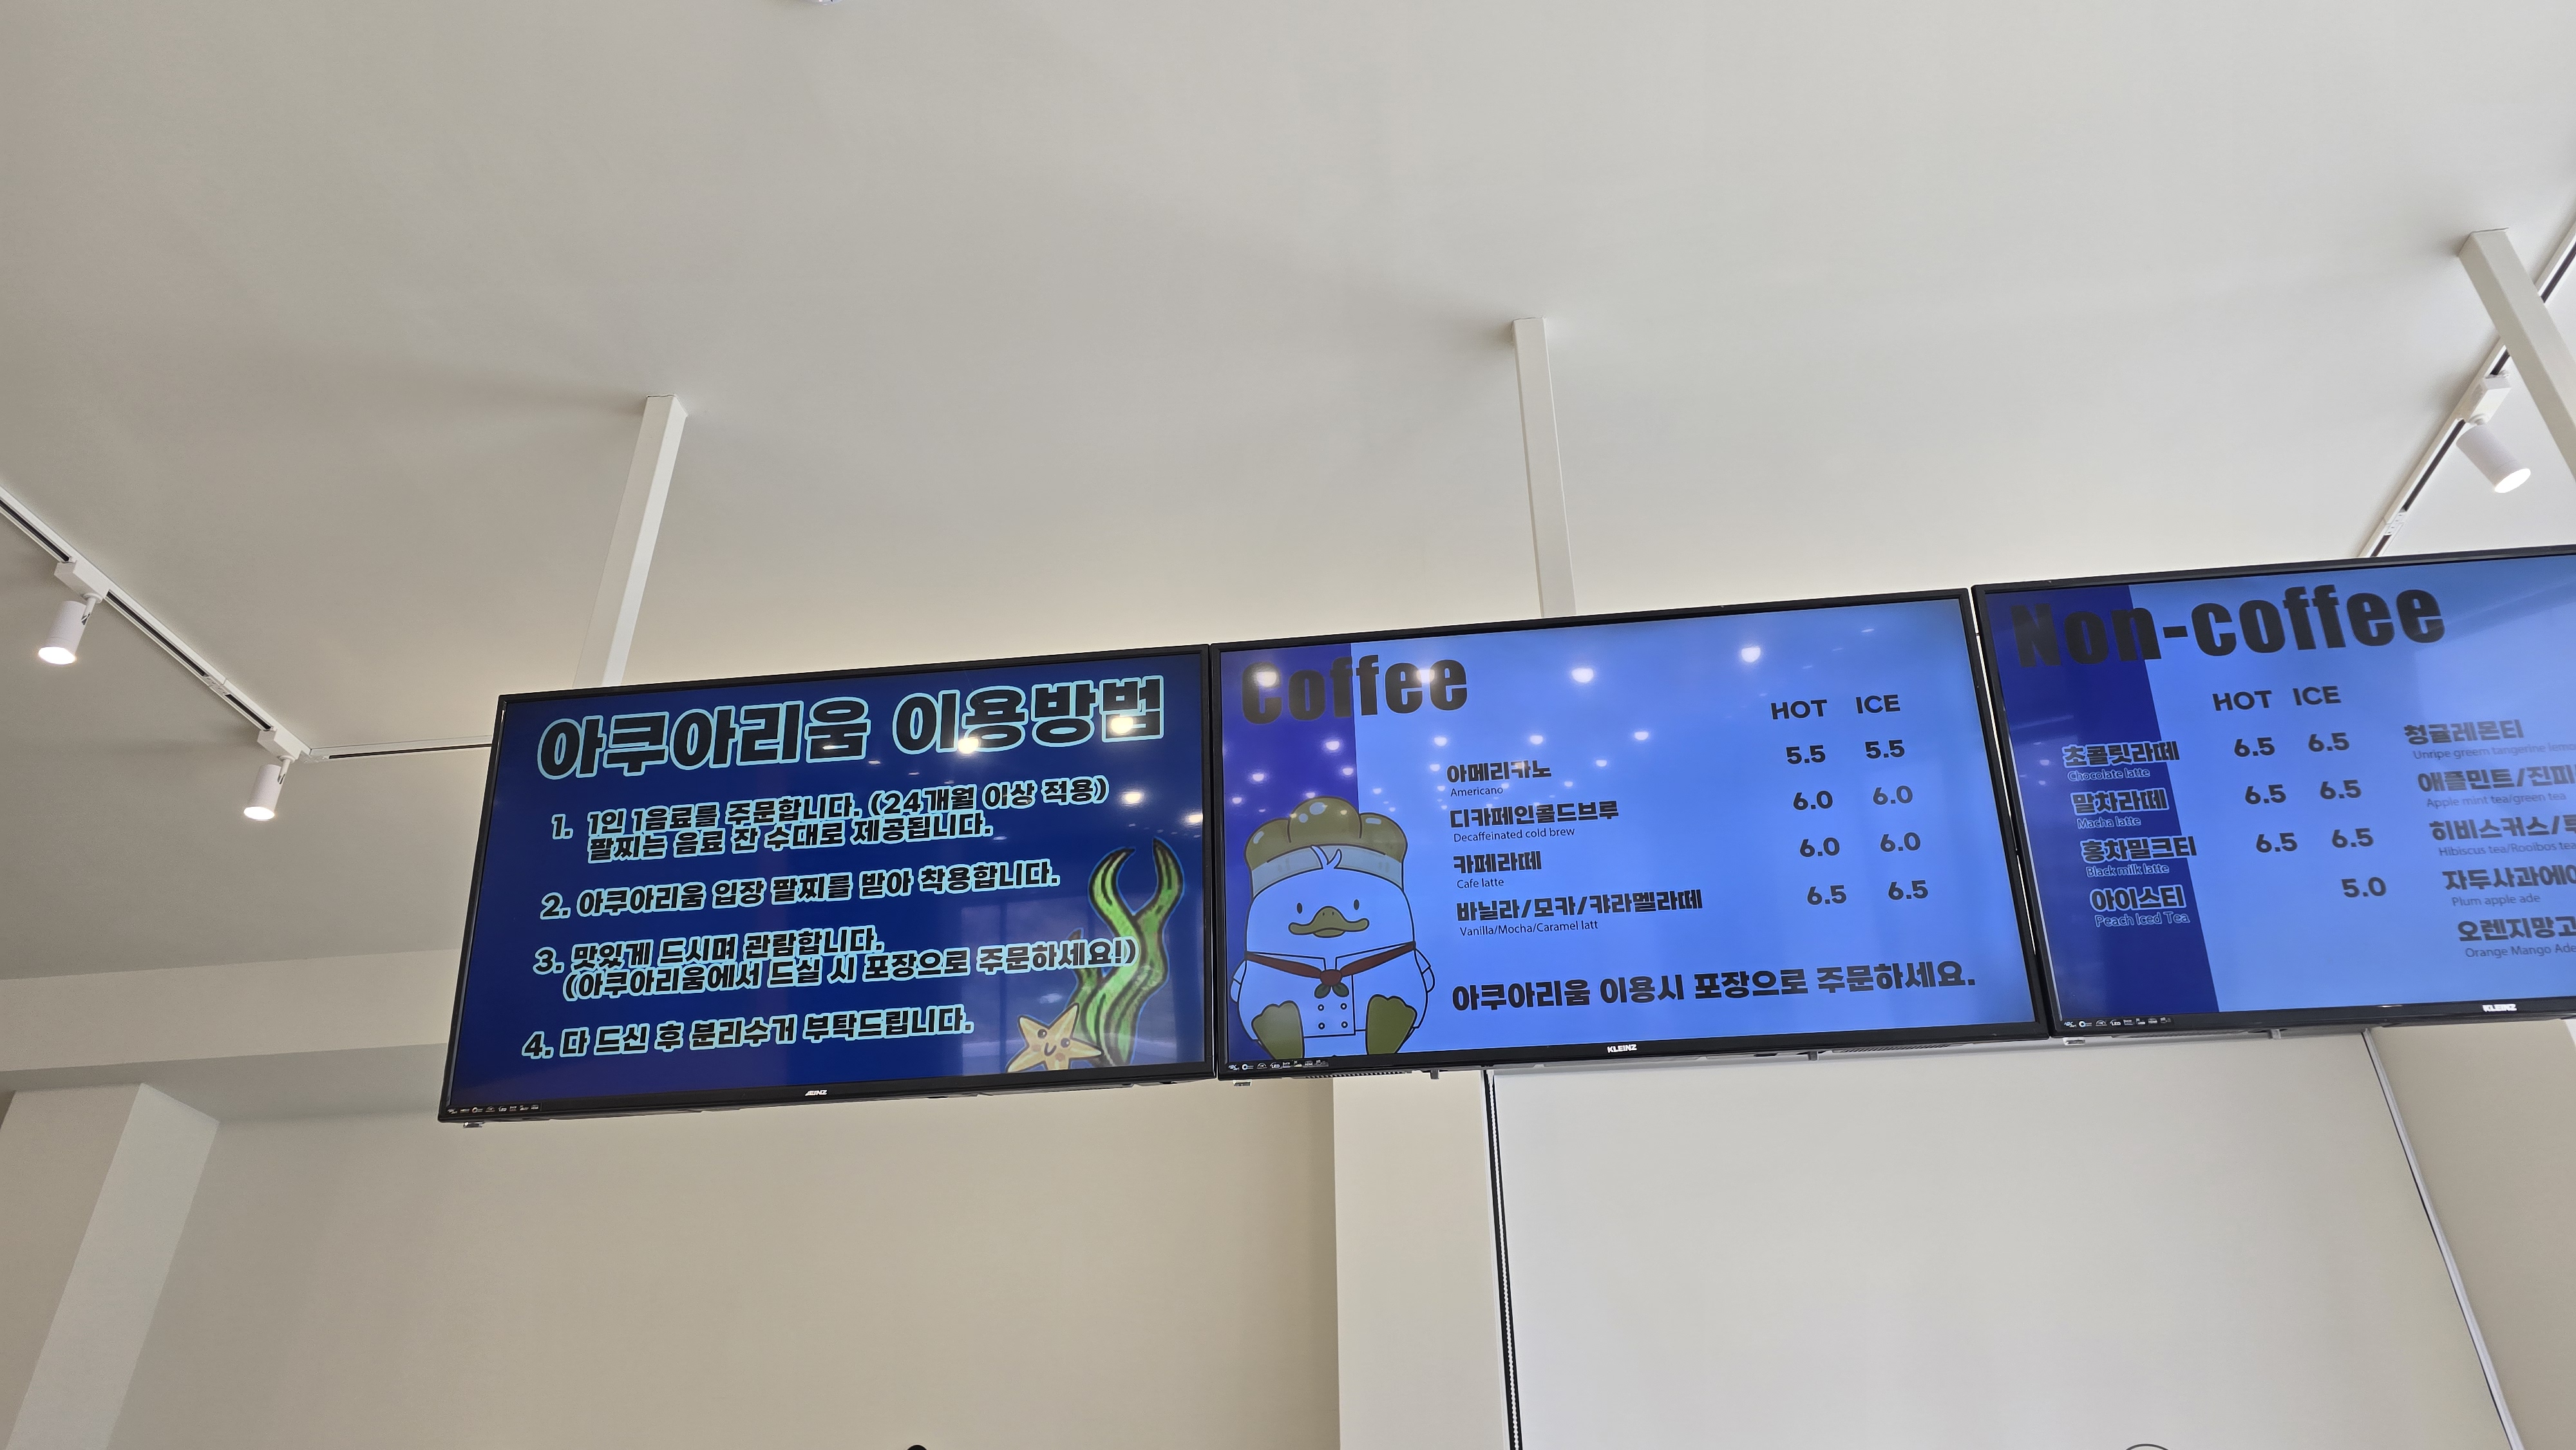 아쿠아리움 이용방법
1. 1인 1음료를 주문합니다. (24개월 이상 적용)
팔찌는 음료 잔 수대로 제공됩니다.
2. 아쿠아리움 입장 팔찌를 받아 착용합니다.
3. 맛있게 드시며 관람합니다.
(아쿠아리움에서 드실 시 포장으로 주문하세요!)
4. 다 드신 후 분리수거 부탁드립니다.
Coffee
HOT ICE
아메리카노 5.5 5.5
Americano
디카페인콜드브루 6.0 6.0
Decaffeinated cold brew
카페라떼 6.0 6.0
Cafe latte
바닐라/모카/캬라멜라떼 6.5 6.5
Vanilla/Mocha/Caramel latt
아쿠아리움 이용시 포장으로 주문하세요.
KLEINZ
Non-coffee
HOT ICE
초콜릿라떼 6.5 6.5
Chocolate latte
말차라떼 6.5 6.5
Macha latte
홍차밀크티 6.5 6.5
Black milk latte
아이스티 5.0
Peach Iced Tea
청귤레몬티
Unripe greem tangerine
애플민트/
Apple mint tea/green tea
히비스커스/
Hibiscus tea/Rooibos
자두사과에이
Plum apple ade
오렌지망고
Orange Mango Ade
KLEINZ